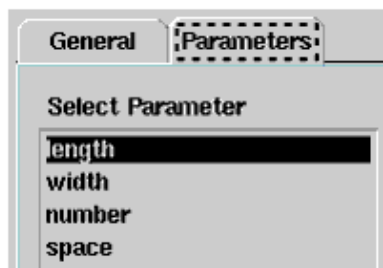 General Parameters
Select Parameter
length
width
number
space